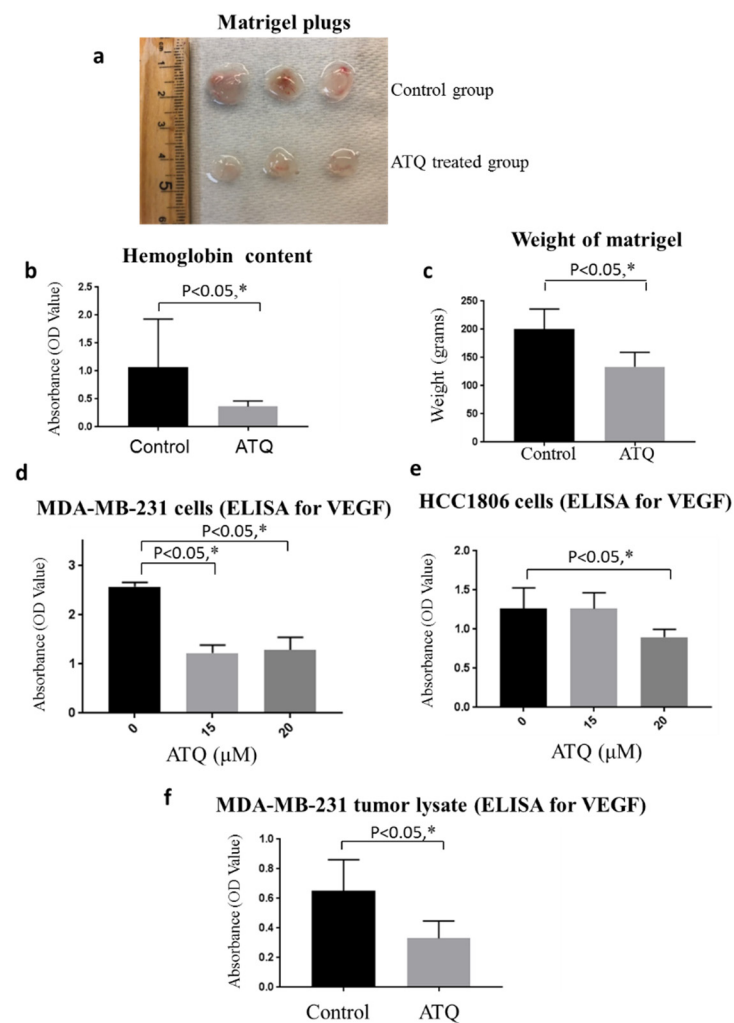 Matrigel plugs
a
1
2
3
4
5
6
Control group
ATQ treated group
b
Hemoglobin content
P<0.05,*
Absorbance (OD Value)
2.5
2.0
1.5
1.0
0.5
0.0
Control
ATQ
c
Weight of matrigel
P<0.05,*
Weight (grams)
250
200
150
100
50
0
Control
ATQ
d
MDA-MB-231 cells (ELISA for VEGF)
P<0.05,*
P<0.05,*
Absorbance (OD Value)
3
2
1
0
0
15
20
ATQ (µM)
e
HCC1806 cells (ELISA for VEGF)
P<0.05,*
Absorbance (OD Value)
2.0
1.5
1.0
0.5
0.0
0
15
20
ATQ (µM)
f
MDA-MB-231 tumor lysate (ELISA for VEGF)
P<0.05,*
Absorbance (OD Value)
1.0
0.8
0.6
0.4
0.2
0.0
Control
ATQ